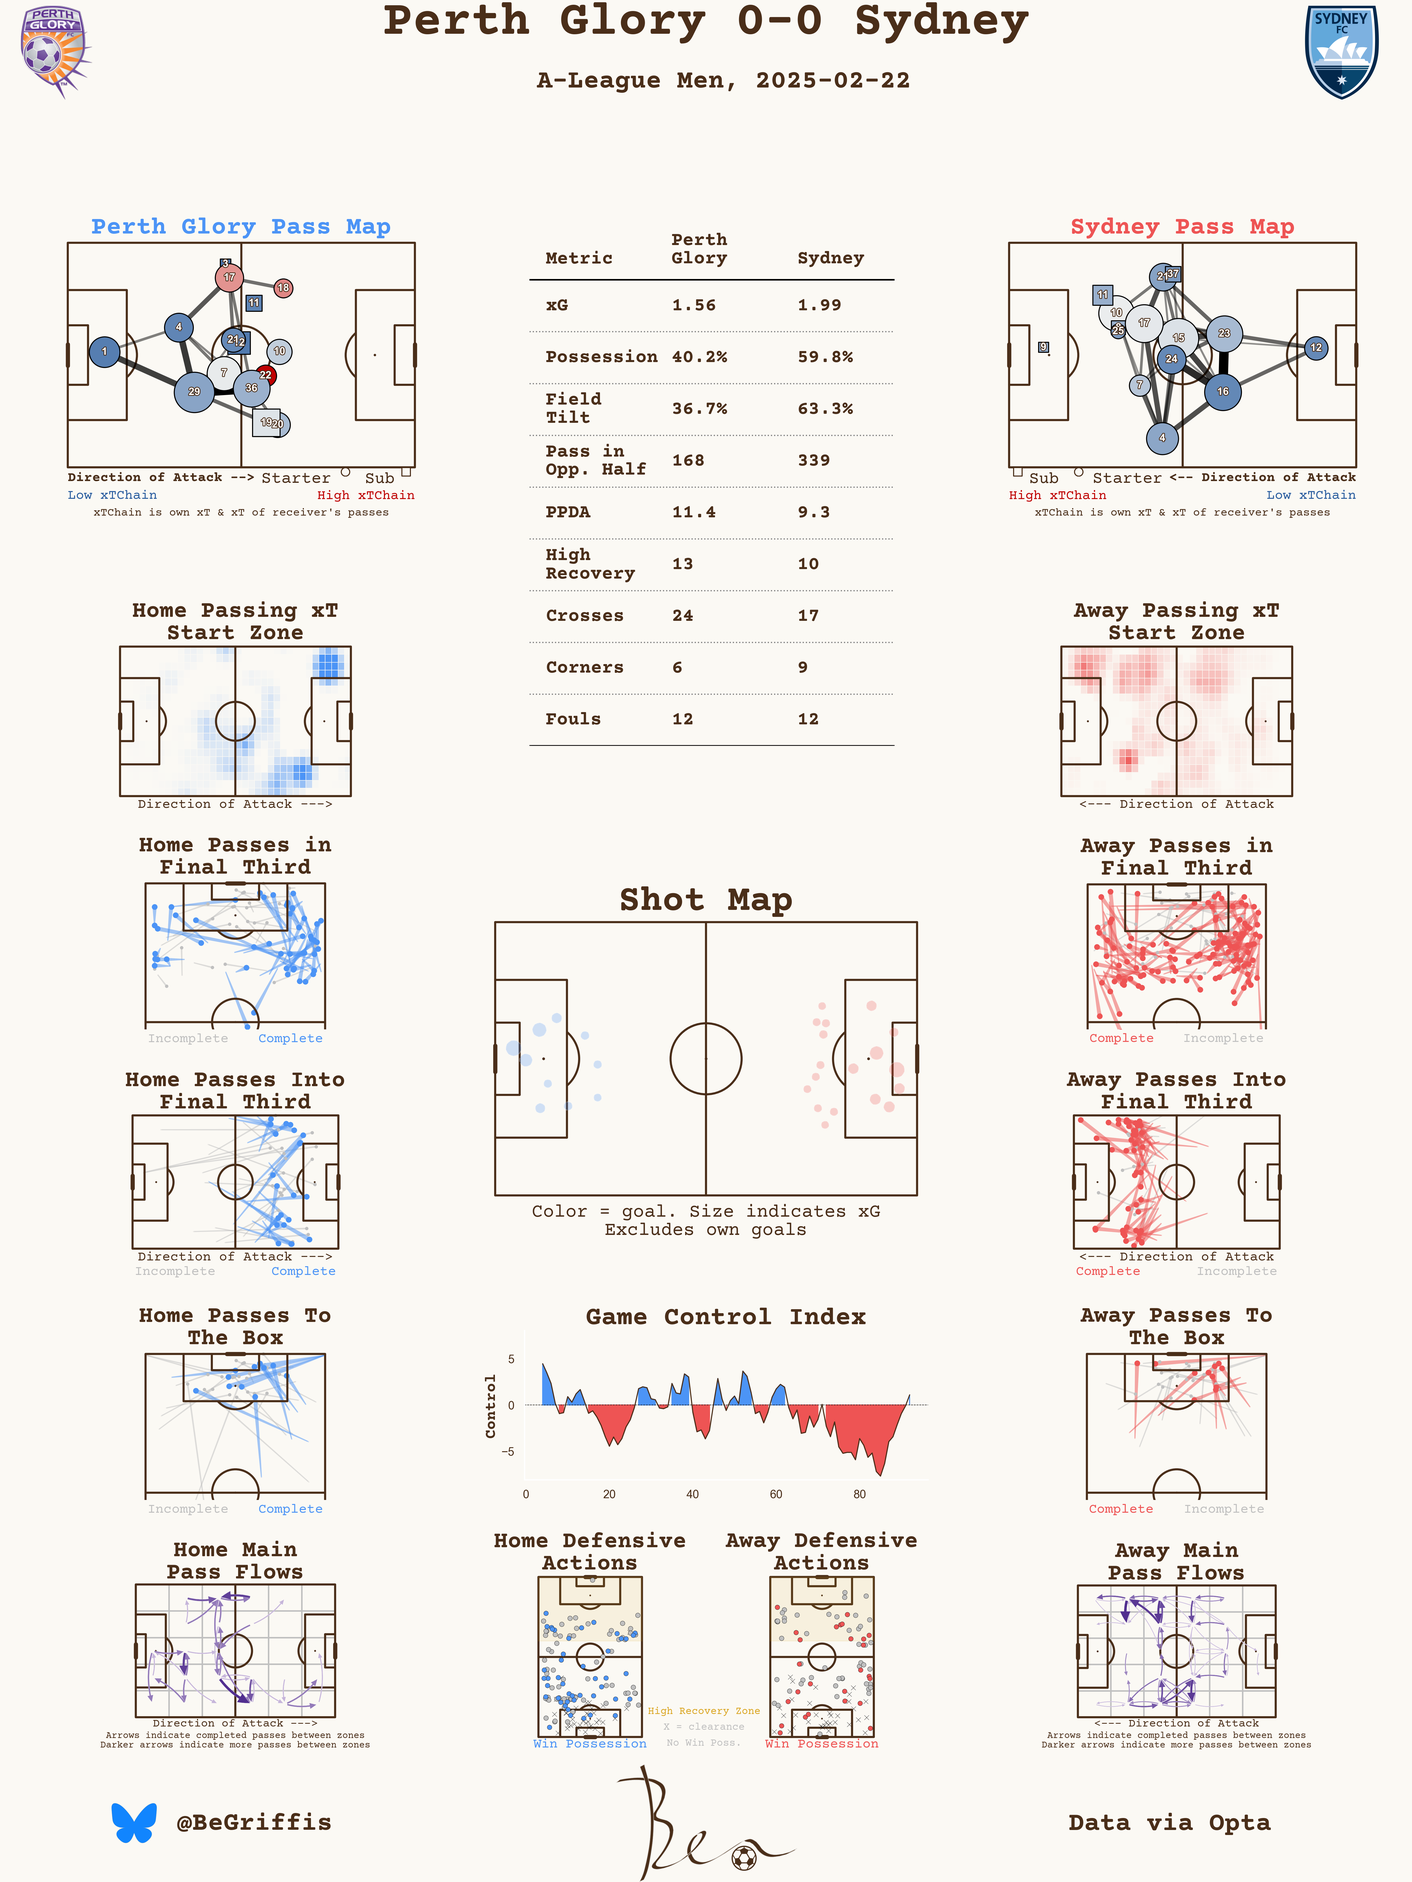 Perth Glory 0-0 Sydney
A-League Men, 2025-02-22
PERTH
GLORY
SYDNEY
FC
Perth Glory Pass Map
3
17
18
11
4
21
2
1
10
7
22
29
36
19
20
Direction of Attack --> Starter Sub
Low xTChain High xTChain
xTChain is own xT & xT of receiver's passes
Metric Perth Glory Sydney
xG 1.56 1.99
Possession 40.2% 59.8%
Field Tilt 36.7% 63.3%
Pass in Opp. Half 168 339
PPDA 11.4 9.3
High Recovery 13 10
Crosses 24 17
Corners 6 9
Fouls 12 12
Sydney Pass Map
21
37
11
10
17
25
15
23
9
12
24
7
16
4
Sub Starter <-- Direction of Attack
High xTChain Low xTChain
xTChain is own xT & xT of receiver's passes
Home Passing xT
Start Zone
Direction of Attack --->
Away Passing xT
Start Zone
<--- Direction of Attack
Home Passes in
Final Third
Incomplete Complete
Away Passes in
Final Third
Complete Incomplete
Shot Map
Color = goal. Size indicates xG
Excludes own goals
Home Passes Into
Final Third
Direction of Attack --->
Incomplete Complete
Away Passes Into
Final Third
<--- Direction of Attack
Complete Incomplete
Home Passes To
The Box
Incomplete Complete
Game Control Index
Control
5
0
−5
0 20 40 60 80
Away Passes To
The Box
Complete Incomplete
Home Main
Pass Flows
Direction of Attack --->
Arrows indicate completed passes between zones
Darker arrows indicate more passes between zones
Home Defensive
Actions
Win Possession
Away Defensive
Actions
Win Possession
High Recovery Zone
X = clearance
No Win Poss.
Away Main
Pass Flows
<--- Direction of Attack
Arrows indicate completed passes between zones
Darker arrows indicate more passes between zones
@BeGriffis
Ben
Data via Opta